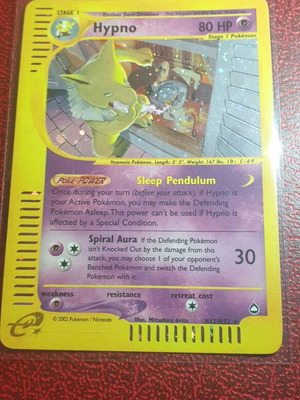 STAGE 1
Hypno
80 HP
Stage 1 Pokémon
Hypnosis Pokémon. Length: 5' 3", Weight: 167 lbs.
Poké-POWER
Sleep Pendulum
Once during your turn (before your attack), if Hypno is
your Active Pokémon, you may make the Defending
Pokémon Asleep. This power can't be used if Hypno is
affected by a Special Condition.
Spiral Aura If the Defending Pokémon
isn't Knocked Out by the damage from this
attack, you may choose 1 of your opponent's
Benched Pokémon and switch the Defending
Pokémon with it.
30
weakness
resistance
retreat cost
e
© 2002 Pokémon / Nintendo
Illus. Mitsuhiro Arita